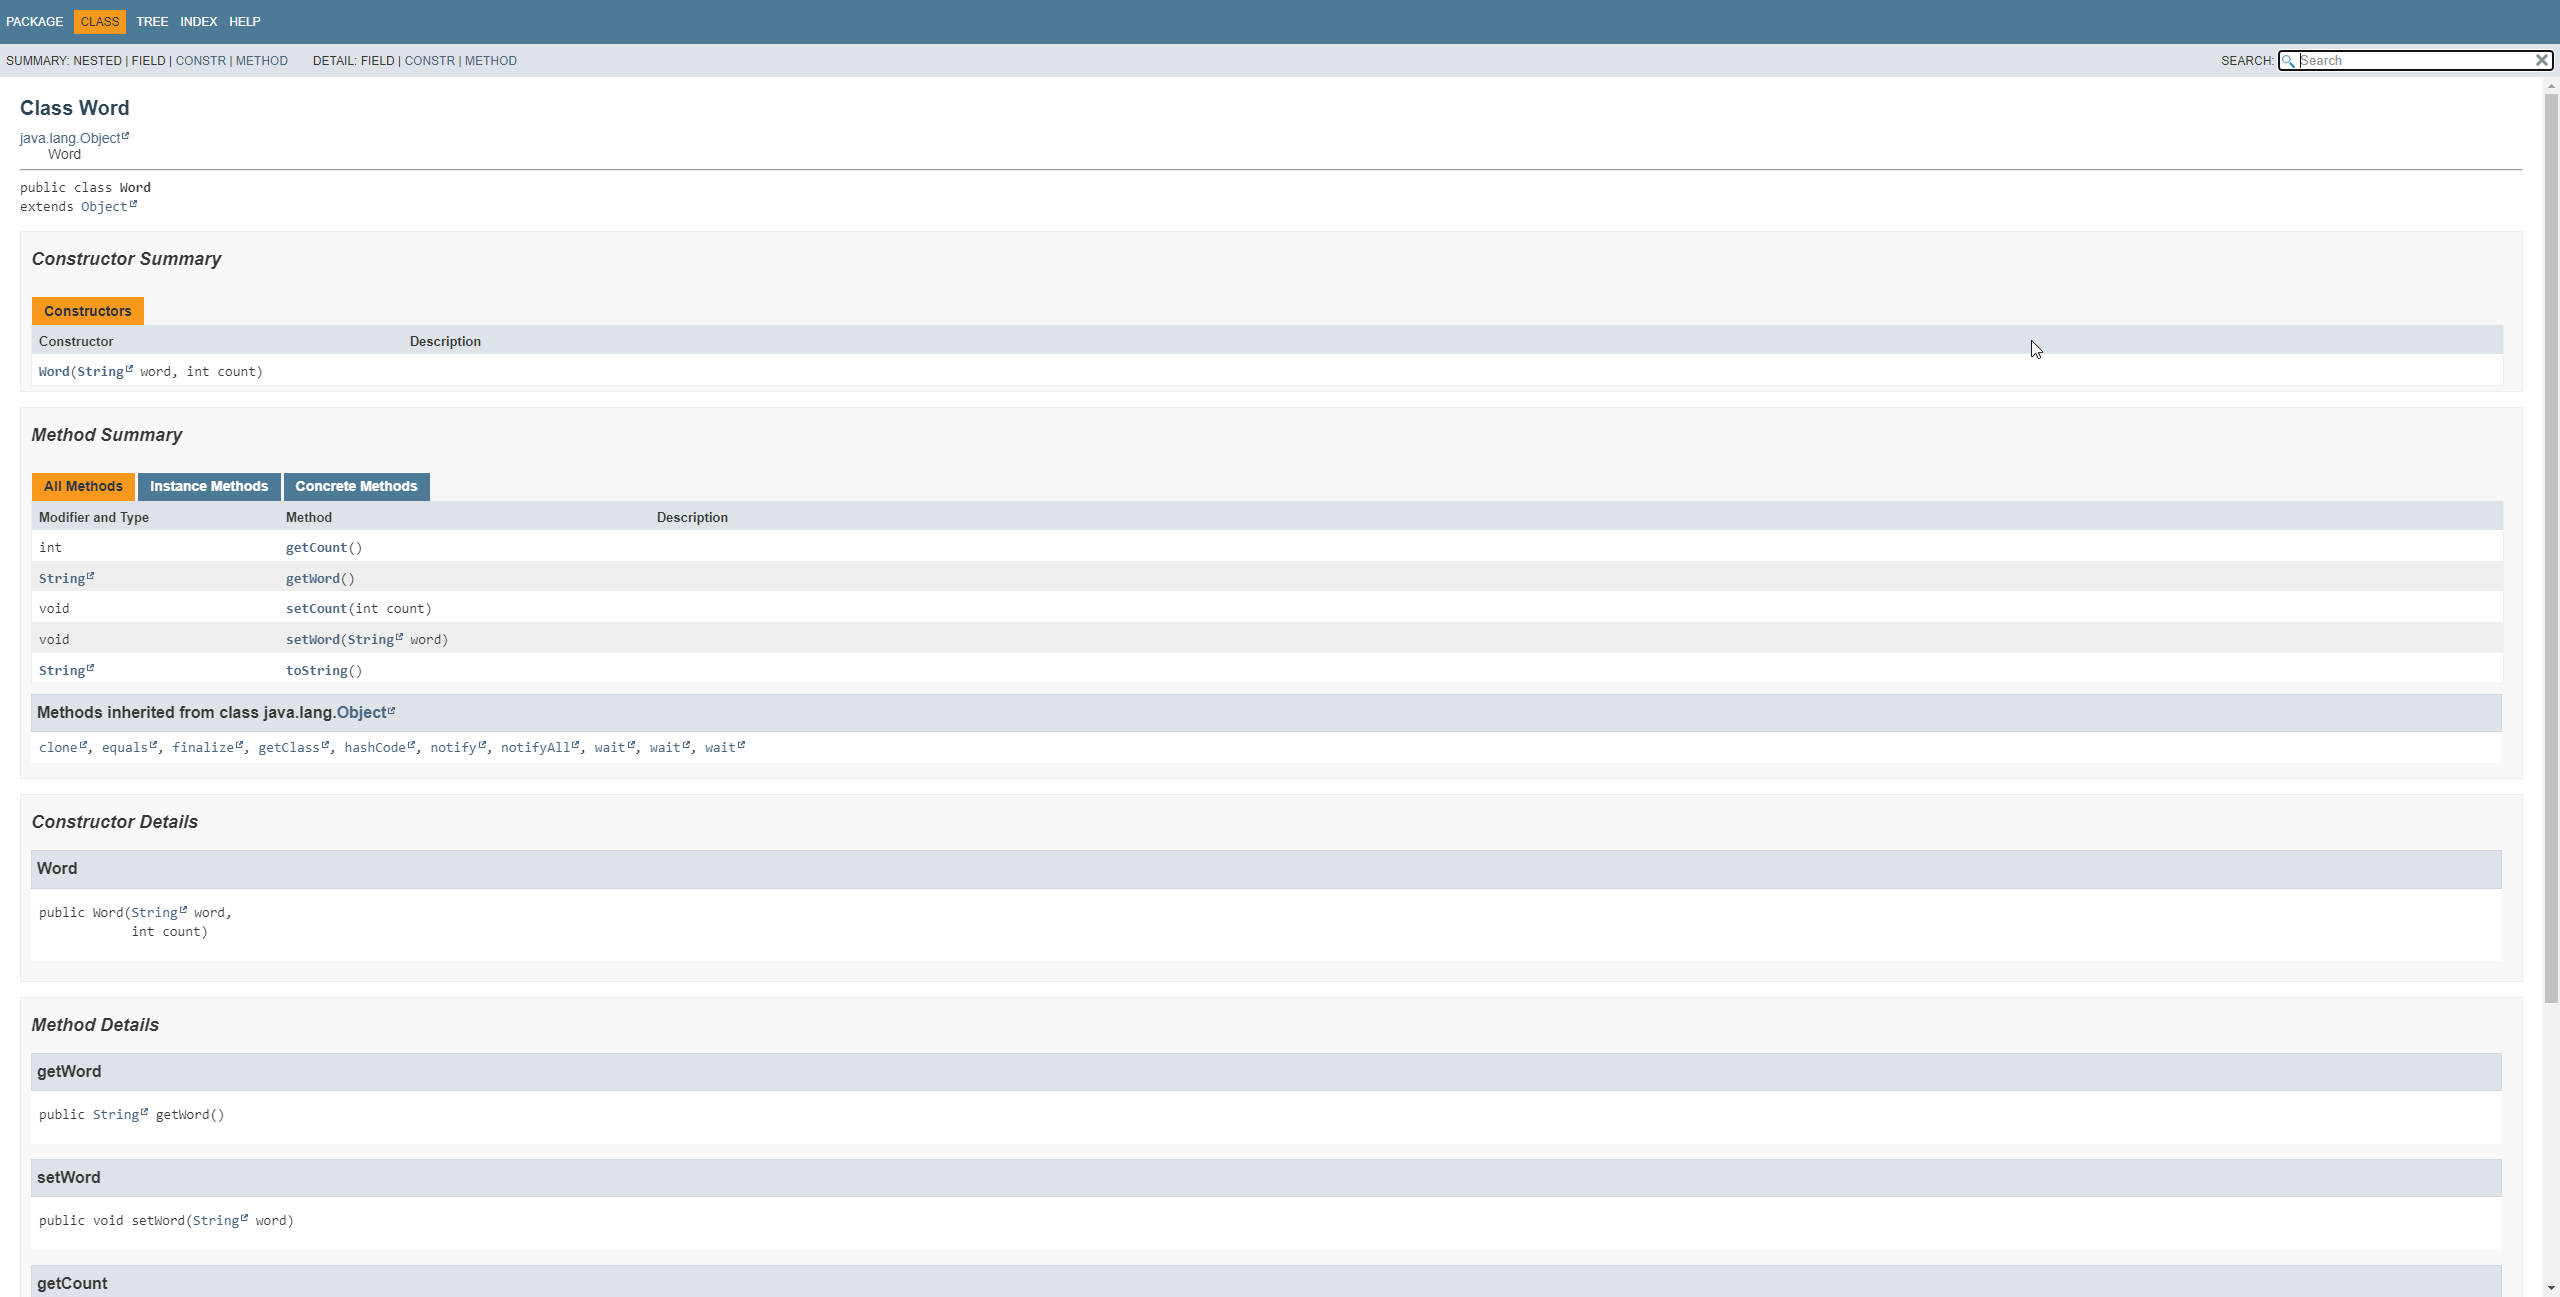 PACKAGE CLASS TREE INDEX HELP
SUMMARY: NESTED | FIELD | CONSTR | METHOD DETAIL: FIELD | CONSTR | METHOD SEARCH: Search
Class Word
java.lang.Object
Word
public class Word
extends Object
Constructor Summary
Constructors
Constructor Description
Word(String word, int count)
Method Summary
All Methods Instance Methods Concrete Methods
Modifier and Type Method Description
int getCount()
String getWord()
void setCount(int count)
void setWord(String word)
String toString()
Methods inherited from class java.lang.Object
clone, equals, finalize, getClass, hashCode, notify, notifyAll, wait, wait, wait
Constructor Details
Word
public Word(String word,
int count)
Method Details
getWord
public String getWord()
setWord
public void setWord(String word)
getCount